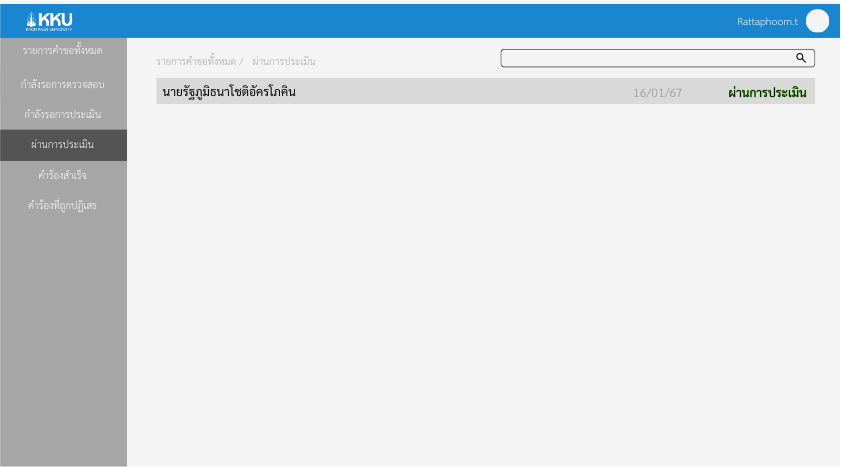 KKU
KHON KAEN UNIVERSITY
Rattaphoom.t
รายการคำขอทั้งหมด
กำลังรอการตรวจสอบ
กำลังรอการประเมิน
ผ่านการประเมิน
คำร้องสำเร็จ
คำร้องที่ถูกปฏิเสธ
รายการคำขอทั้งหมด / ผ่านการประเมิน
นายรัฐภูมิธนาโชติอัครโภคิน 16/01/67 ผ่านการประเมิน